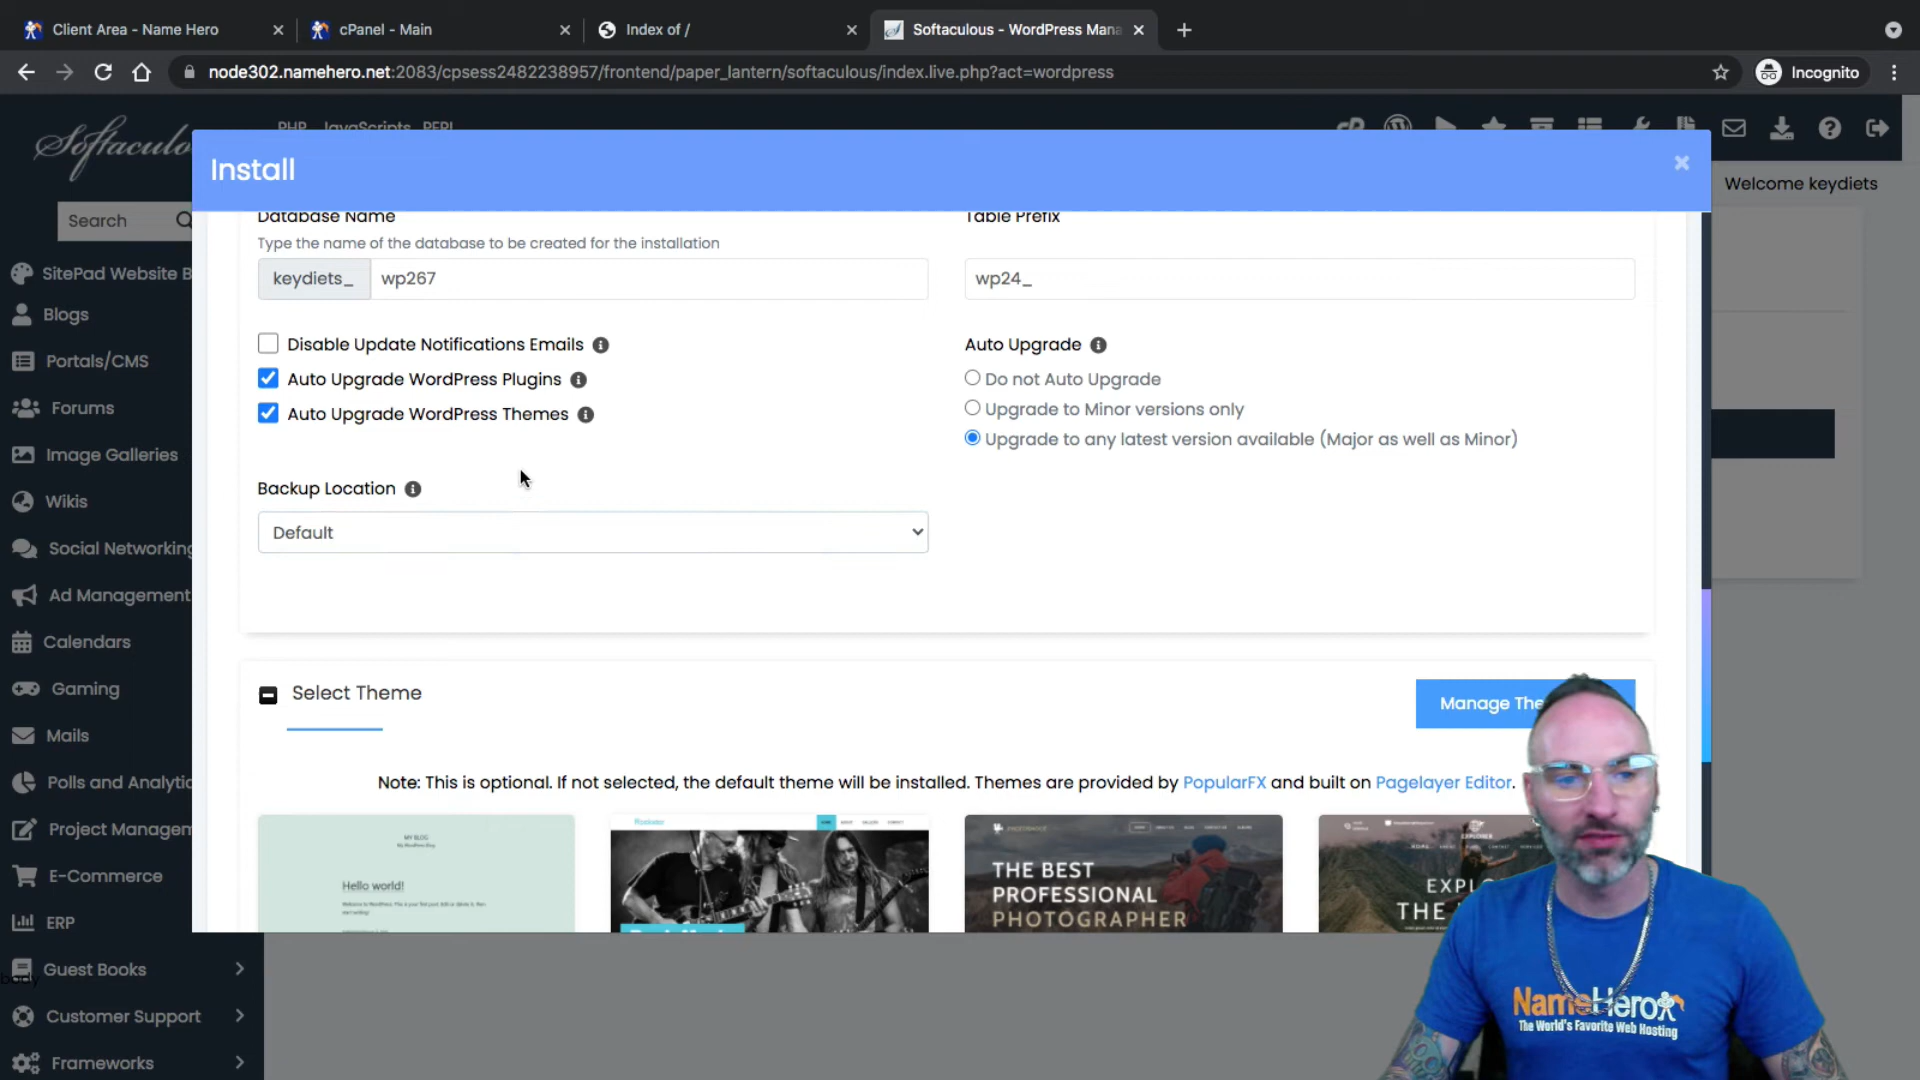 Client Area - Name Hero
cPanel - Main
Index of /
Softaculous - WordPress Mana
node302.namehero.net:2083/cpsess2482238957/frontend/paper_lantern/softaculous/index.live.php?act=wordpress
Incognito
Softaculo
PHP JavaScripts PERL
Install
Welcome keydiets
Search
SitePad Website B
Blogs
Portals/CMS
Forums
Image Galleries
Wikis
Social Networking
Ad Management
Calendars
Gaming
Mails
Polls and Analytic
Project Managem
E-Commerce
ERP
Guest Books
Customer Support
Frameworks
Database Name
Type the name of the database to be created for the installation
keydiets_ wp267
Table Prefix
wp24_
Disable Update Notifications Emails
Auto Upgrade WordPress Plugins
Auto Upgrade WordPress Themes
Auto Upgrade
Do not Auto Upgrade
Upgrade to Minor versions only
Upgrade to any latest version available (Major as well as Minor)
Backup Location
Default
Select Theme
Manage The
Note: This is optional. If not selected, the default theme will be installed. Themes are provided by PopularFX and built on Pagelayer Editor.
MY BLOG
My WordPress Blog
Hello world!
THE BEST
PROFESSIONAL
PHOTOGRAPHER
EXPLORER
EXPL
THE
NameHero
The World's Favorite Web Hosting